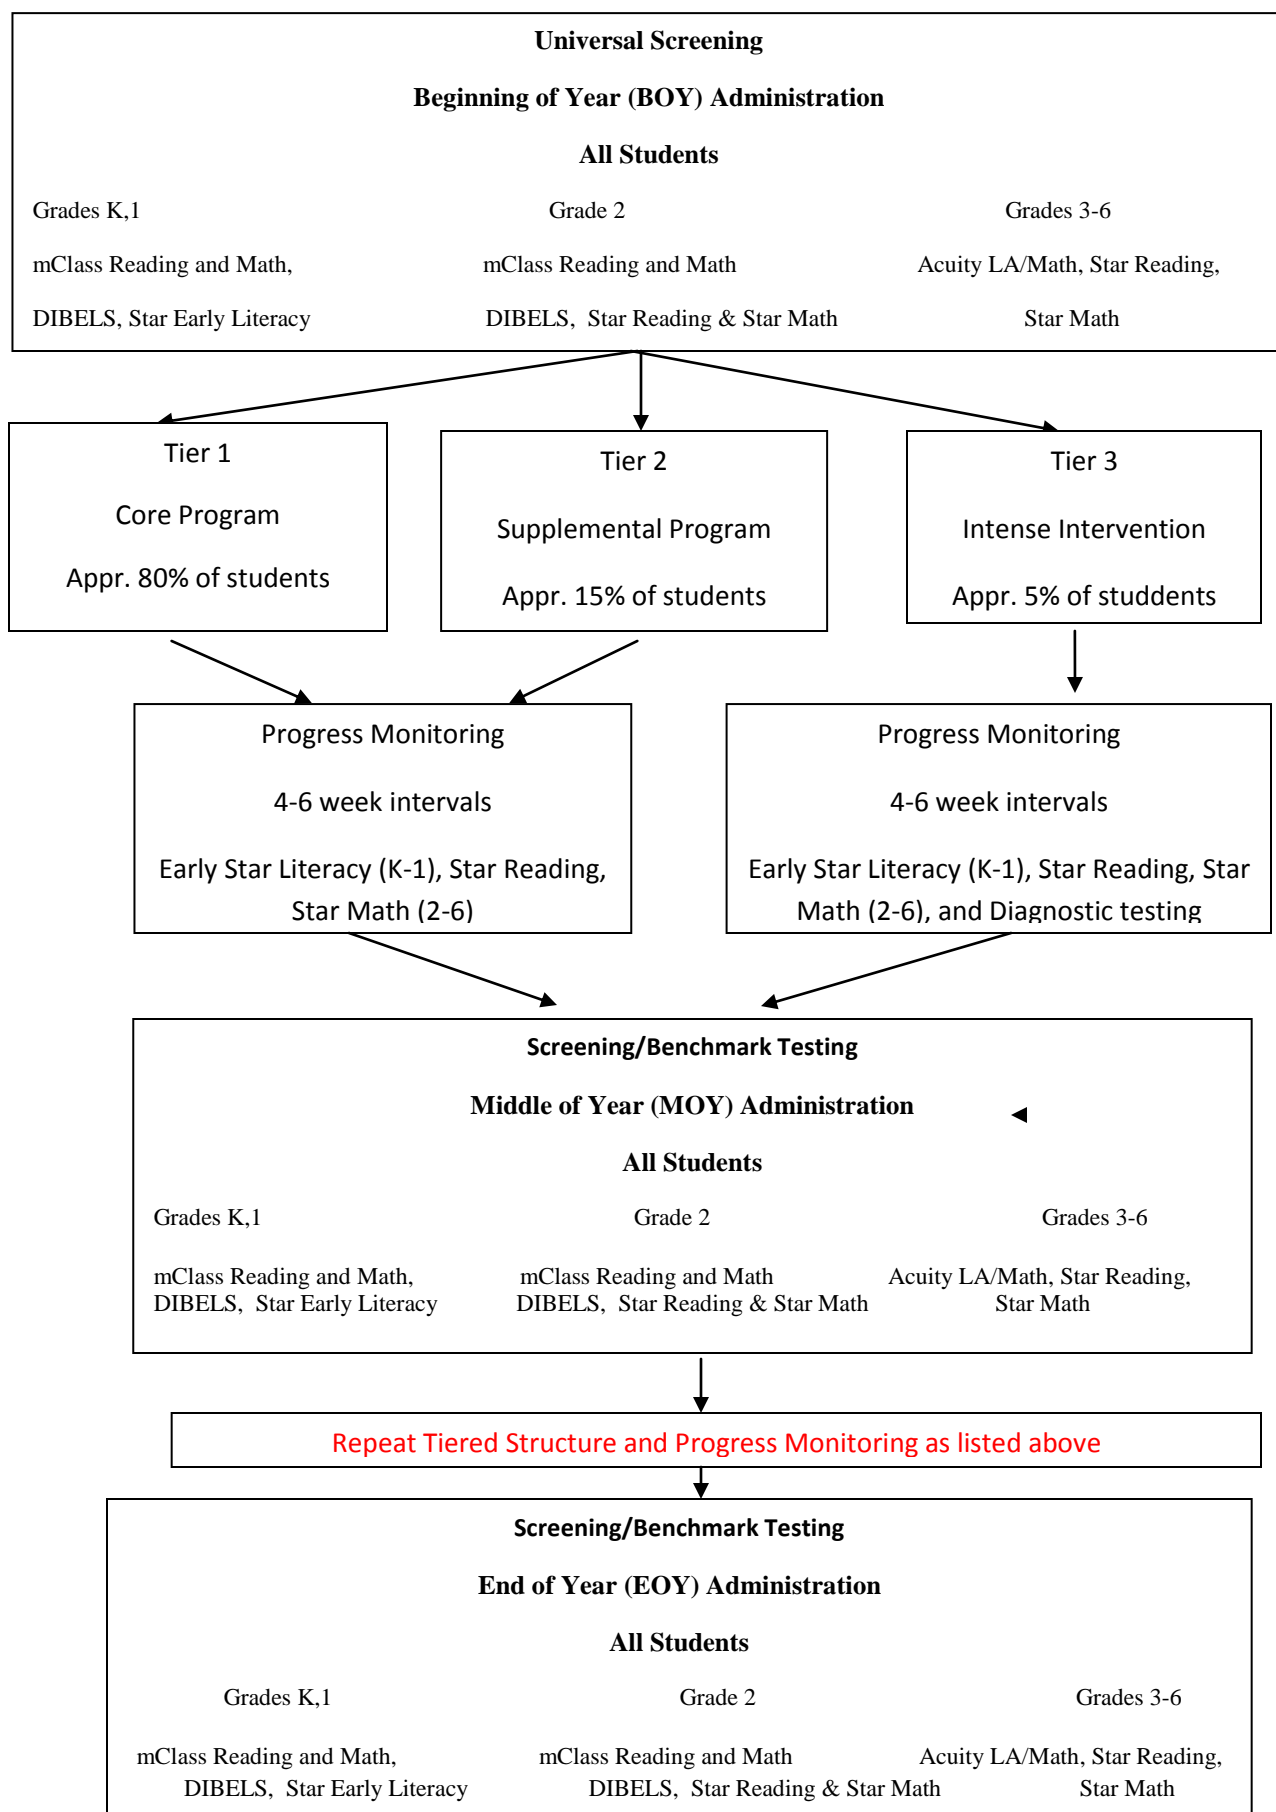 Universal Screening
Beginning of Year (BOY) Administration
All Students
Grades K,1 Grade 2 Grades 3-6
mClass Reading and Math, mClass Reading and Math Acuity LA/Math, Star Reading,
DIBELS, Star Early Literacy DIBELS, Star Reading & Star Math Star Math
Tier 1
Core Program
Appr. 80% of students
Tier 2
Supplemental Program
Appr. 15% of students
Tier 3
Intense Intervention
Appr. 5% of studdents
Progress Monitoring
4-6 week intervals
Early Star Literacy (K-1), Star Reading,
Star Math (2-6)
Progress Monitoring
4-6 week intervals
Early Star Literacy (K-1), Star Reading, Star
Math (2-6), and Diagnostic testing
Screening/Benchmark Testing
Middle of Year (MOY) Administration
All Students
Grades K,1 Grade 2 Grades 3-6
mClass Reading and Math, mClass Reading and Math Acuity LA/Math, Star Reading,
DIBELS, Star Early Literacy DIBELS, Star Reading & Star Math Star Math
Repeat Tiered Structure and Progress Monitoring as listed above
Screening/Benchmark Testing
End of Year (EOY) Administration
All Students
Grades K,1 Grade 2 Grades 3-6
mClass Reading and Math, mClass Reading and Math Acuity LA/Math, Star Reading,
DIBELS, Star Early Literacy DIBELS, Star Reading & Star Math Star Math